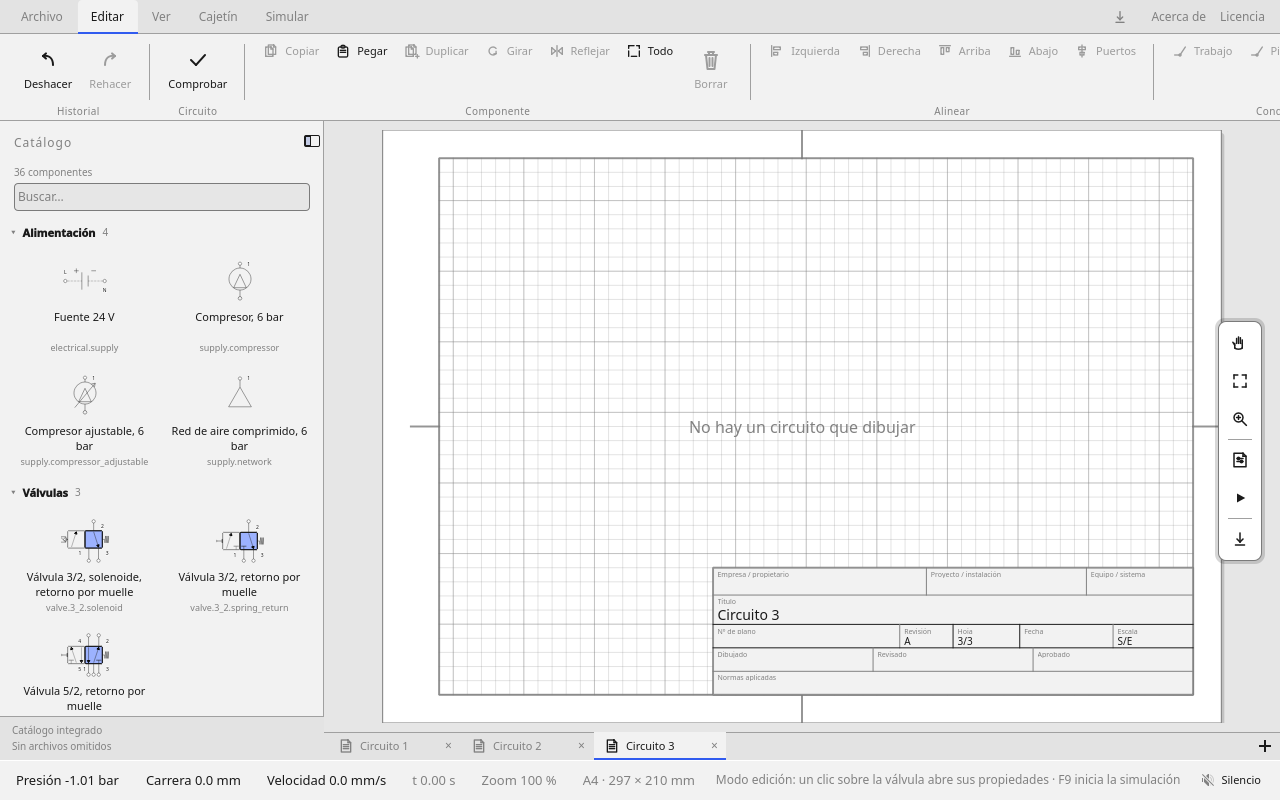 Archivo Editar Ver Cajetín Simular Acerca de Licencia
Copiar Pegar Duplicar Girar Reflejar Todo Izquierda Derecha Arriba Abajo Puertos Trabajo
Deshacer Rehacer Comprobar Borrar
Historial Circuito Componente Alinear
Catálogo
36 componentes
Buscar...
Alimentación 4
Fuente 24 V
electrical.supply
Compresor, 6 bar
supply.compressor
Compresor ajustable, 6
bar
supply.compressor_adjustable
Red de aire comprimido, 6
bar
supply.network
Válvulas 3
Válvula 3/2, solenoide,
retorno por muelle
valve.3_2.solenoid
Válvula 3/2, retorno por
muelle
valve.3_2.spring_return
Válvula 5/2, retorno por
muelle
Catálogo integrado
Sin archivos omitidos
No hay un circuito que dibujar
Empresa / propietario Proyecto / instalación Equipo / sistema
Título
Circuito 3
Nº de plano Revisión Hoja Fecha Escala
A 3/3 S/E
Dibujado Revisado Aprobado
Normas aplicadas
Circuito 1 × Circuito 2 × Circuito 3 ×
Presión -1.01 bar Carrera 0.0 mm Velocidad 0.0 mm/s t 0.00 s Zoom 100 % A4 · 297 × 210 mm Modo edición: un clic sobre la válvula abre sus propiedades · F9 inicia la simulación Silencio